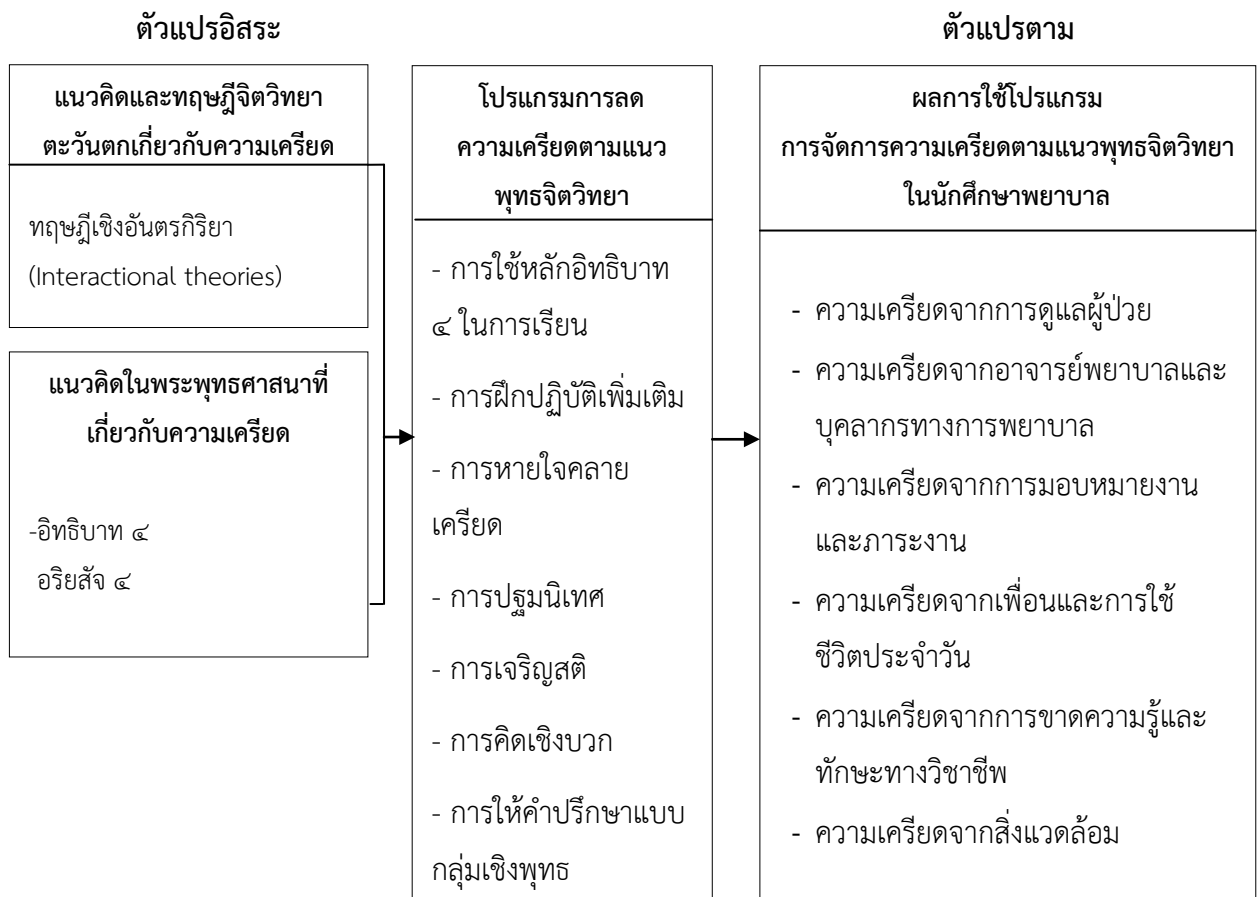 ตัวแปรอิสระ
ตัวแปรตาม
แนวคิดและทฤษฎีจิตวิทยา
ตะวันตกเกี่ยวกับความเครียด
ทฤษฎีเชิงอันตรกิริยา
(Interactional theories)
แนวคิดในพระพุทธศาสนาที่
เกี่ยวกับความเครียด
-อิทธิบาท ๔
อริยสัจ ๔
โปรแกรมการลด
ความเครียดตามแนว
พุทธจิตวิทยา
- การใช้หลักอิทธิบาท
๔ ในการเรียน
- การฝึกปฏิบัติเพิ่มเติม
- การหายใจคลาย
เครียด
- การปฐมนิเทศ
- การเจริญสติ
- การคิดเชิงบวก
- การให้คำปรึกษาแบบ
กลุ่มเชิงพุทธ
ผลการใช้โปรแกรม
การจัดการความเครียดตามแนวพุทธจิตวิทยา
ในนักศึกษาพยาบาล
- ความเครียดจากการดูแลผู้ป่วย
- ความเครียดจากอาจารย์พยาบาลและ
บุคลากรทางการพยาบาล
- ความเครียดจากการมอบหมายงาน
และภาระงาน
- ความเครียดจากเพื่อนและการใช้
ชีวิตประจำวัน
- ความเครียดจากการขาดความรู้และ
ทักษะทางวิชาชีพ
- ความเครียดจากสิ่งแวดล้อม